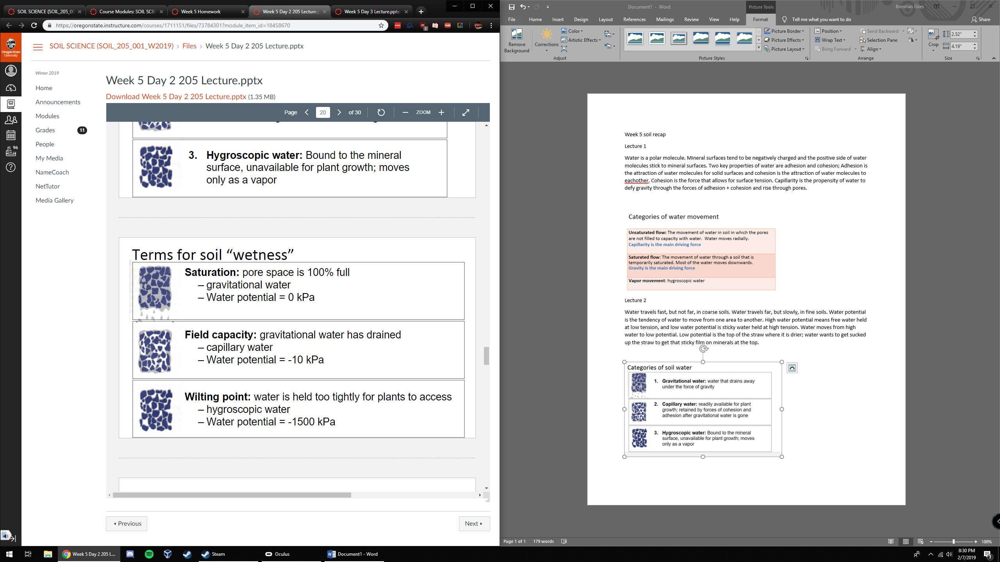 SOIL SCIENCE (SOIL_205_00
Course Modules: SOIL SCIE
Week 5 Homework
Week 5 Day 2 205 Lecture.p
Week 5 Day 3 Lecture.pptx
https://oregonstate.instructure.com/courses/1711151/files/73784301?module_item_id=18458670
1
1440
Oregon State
University
96
SOIL SCIENCE (SOIL_205_001_W2019) > Files > Week 5 Day 2 205 Lecture.pptx
Winter 2019
Home
Announcements
Modules
Grades 11
People
My Media
NameCoach
NetTutor
Media Gallery
Week 5 Day 2 205 Lecture.pptx
Download Week 5 Day 2 205 Lecture.pptx (1.35 MB)
Page 20 of 30 ZOOM
3. Hygroscopic water: Bound to the mineral
surface, unavailable for plant growth; moves
only as a vapor
Terms for soil “wetness”
Saturation: pore space is 100% full
– gravitational water
– Water potential = 0 kPa
Field capacity: gravitational water has drained
– capillary water
– Water potential = -10 kPa
Wilting point: water is held too tightly for plants to access
– hygroscopic water
– Water potential = -1500 kPa
Previous
Next
Document1 - Word
Picture Tools
Brennan Giles
File Home Insert Design Layout References Mailings Review View Help Format Tell me what you want to do Share
Remove
Background
Corrections
Color
Artistic Effects
Adjust
Picture Styles
Picture Border
Picture Effects
Picture Layout
Position
Wrap Text
Bring Forward
Send Backward
Selection Pane
Align
Arrange
Crop
2.52"
4.19"
Size
Week 5 soil recap
Lecture 1
Water is a polar molecule. Mineral surfaces tend to be negatively charged and the positive side of water
molecules stick to mineral surfaces. Two key properties of water are adhesion and cohesion; Adhesion is
the attraction of water molecules for solid surfaces and cohesion is the attraction of water molecules to
eachother. Cohesion is the force that allows for surface tension. Capillarity is the propensity of water to
defy gravity through the forces of adhesion + cohesion and rise through pores.
Categories of water movement
Unsaturated flow: The movement of water in soil in which the pores
are not filled to capacity with water. Water moves radially.
Capillarity is the main driving force
Saturated flow: The movement of water through a soil that is
temporarily saturated. Most of the water moves downwards.
Gravity is the main driving force
Vapor movement: hygroscopic water
Lecture 2
Water travels fast, but not far, in coarse soils. Water travels far, but slowly, in fine soils. Water potential
is the tendency of water to move from one area to another. High water potential means free water held
at low tension, and low water potential is sticky water held at high tension. Water moves from high
water to low potential. Low potential is the top of the straw where it is drier; water wants to get sucked
up the straw to get that sticky film on minerals at the top.
Categories of soil water
1. Gravitational water: water that drains away
under the force of gravity
2. Capillary water: readily available for plant
growth; retained by forces of cohesion and
adhesion after gravitational water is gone
3. Hygroscopic water: Bound to the mineral
surface, unavailable for plant growth; moves
only as a vapor
Page 1 of 1 179 words
100%
Week 5 Day 2 205 L...
Steam
Oculus
Document1 - Word
8:30 PM
2/7/2019
3